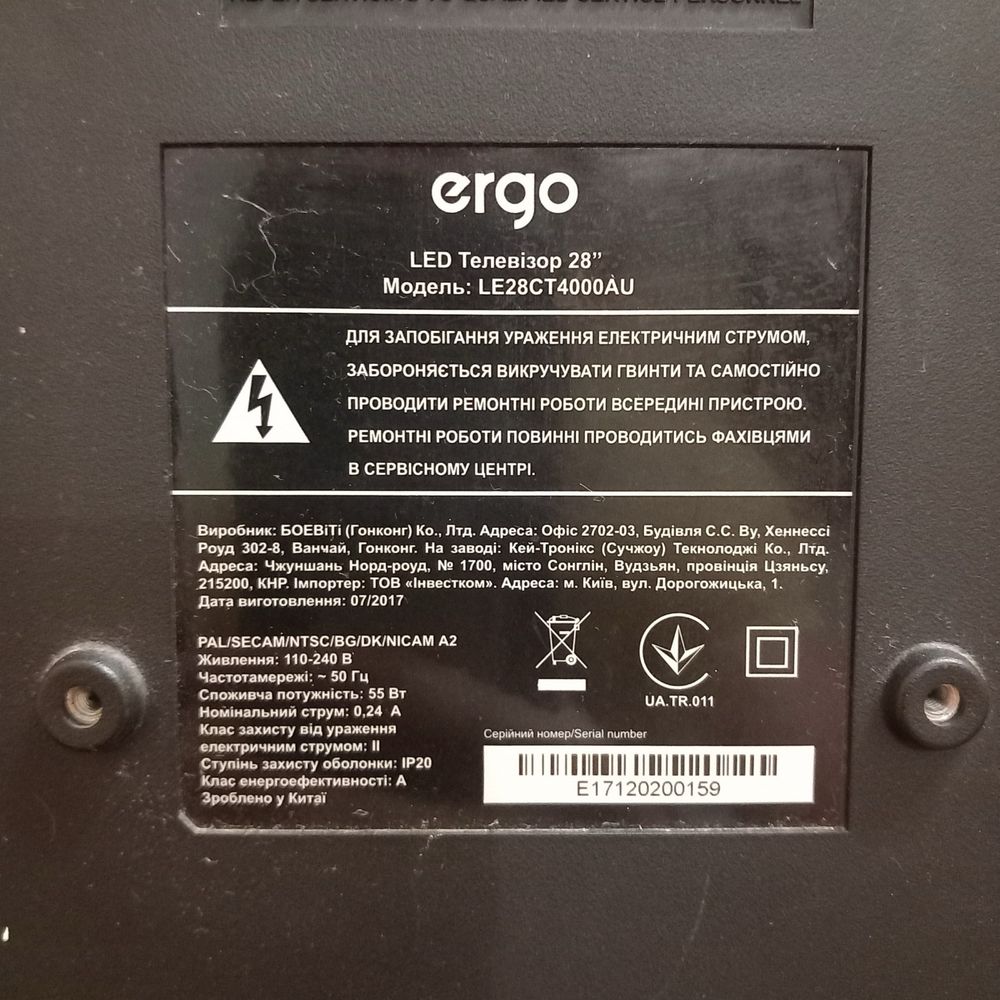 REFER SERVICING TO QUALIFIED SERVICE PERSONNEL
ergo
LED Телевізор 28”
Модель: LE28CT4000AU
ДЛЯ ЗАПОБІГАННЯ УРАЖЕННЯ ЕЛЕКТРИЧНИМ СТРУМОМ,
ЗАБОРОНЯЄТЬСЯ ВИКРУЧУВАТИ ГВИНТИ ТА САМОСТІЙНО
ПРОВОДИТИ РЕМОНТНІ РОБОТИ ВСЕРЕДИНІ ПРИСТРОЮ.
РЕМОНТНІ РОБОТИ ПОВИННІ ПРОВОДИТИСЬ ФАХІВЦЯМИ
В СЕРВІСНОМУ ЦЕНТРІ.
Виробник: БОЕВіТі (Гонконг) Ко., Лтд. Адреса: Офіс 2702-03, Будівля С.С. Ву, Хеннессі
Роуд 302-8, Ванчай, Гонконг. На заводі: Кей-Тронікс (Сучжоу) Текнолоджі Ко., Лтд.
Адреса: Чжуншань Норд-роуд, № 1700, місто Сонглін, Вудзьян, провінція Цзяньсу,
215200, КНР. Імпортер: ТОВ «Інвестком». Адреса: м. Київ, вул. Дорогожицька, 1.
Дата виготовлення: 07/2017
PAL/SECAM/NTSC/BG/DK/NICAM A2
Живлення: 110-240 В
Частотамережі: ~ 50 Гц
Споживча потужність: 55 Вт
Номінальний струм: 0,24 А
Клас захисту від ураження
електричним струмом: II
Ступінь захисту оболонки: IP20
Клас енергоефективності: А
Зроблено у Китаї
UA.TR.011
Серійний номер/Serial number
E17120200159